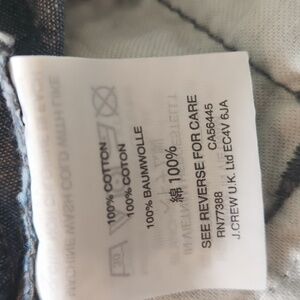 100% COTTON
100% COTON
100% BAUMWOLLE
綿 100%
SEE REVERSE FOR CARE
RN77388 CA56445
J.CREW U.K. Ltd EC4V 6JA